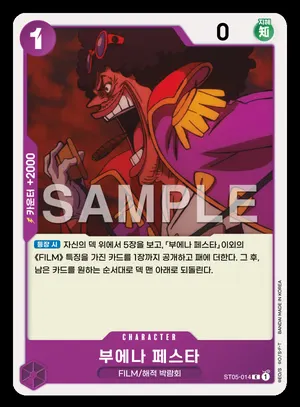 1
0
지혜
知
카운터 +2000
SAMPLE
등장 시 자신의 덱 위에서 5장을 보고, 「부에나 페스타」 이외의
《FILM》 특징을 가진 카드를 1장까지 공개하고 패에 더한다. 그 후,
남은 카드를 원하는 순서대로 덱 맨 아래로 되돌린다.
CHARACTER
부에나 페스타
FILM/해적 박람회
ST05-014 C 1
BANDAI MADE IN KOREA